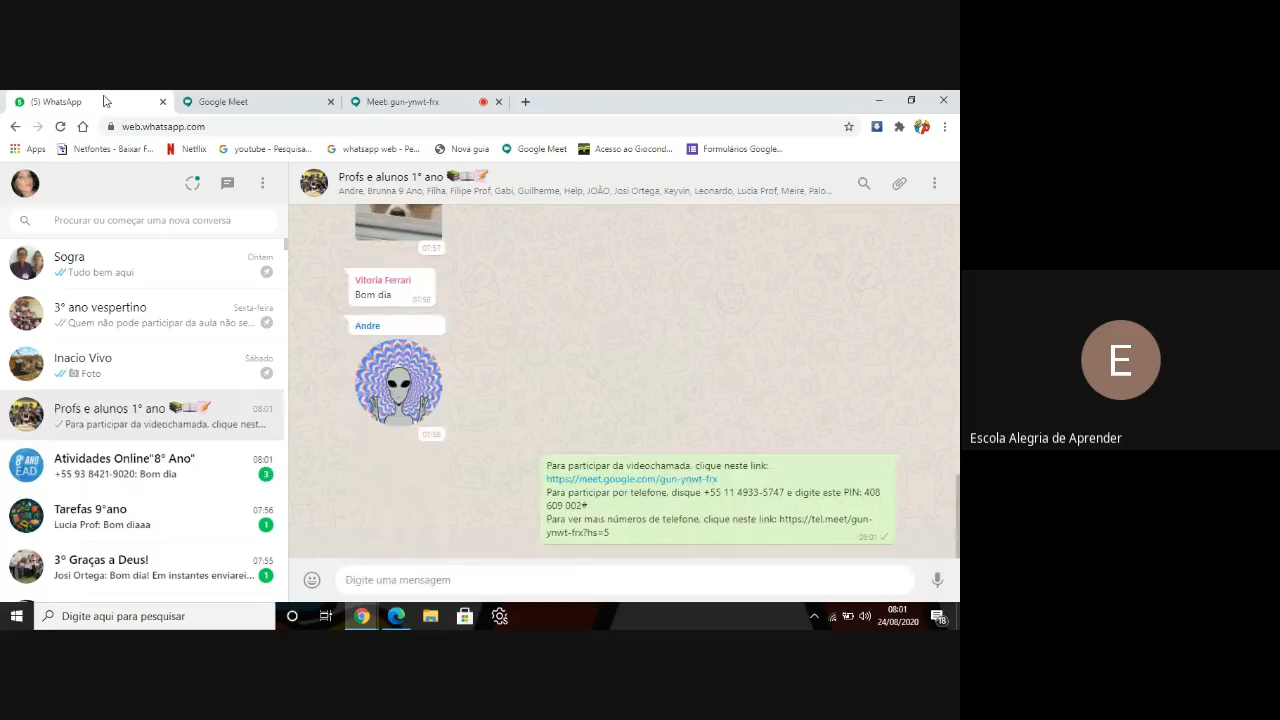 (5) WhatsApp
Google Meet
Meet: gun-ynwt-frx
web.whatsapp.com
Apps
Netfontes - Baixar F...
Netflix
youtube - Pesquisa...
whatsapp web - Pe...
Nova guia
Google Meet
Acesso ao Giocond...
Formulários Google...
Profs e alunos 1° ano
Andre, Brunna 9 Ano, Filha, Filipe Prof, Gabi, Guilherme, Help, JOÃO, Josi Ortega, Keyvin, Leonardo, Lucia Prof, Meire, Palo...
Procurar ou começar uma nova conversa
Sogra
Ontem
Tudo bem aqui
3° ano vespertino
Sexta-feira
Quem não pode participar da aula não se...
Inacio Vivo
Sábado
Foto
Profs e alunos 1° ano
08:01
Para participar da videochamada, clique nest...
Atividades Online"8° Ano"
08:01
+55 93 8421-9020: Bom dia
3
8º ANO
EAD
Tarefas 9°ano
07:56
Lucia Prof: Bom diaaa
1
3º Graças a Deus!
07:55
Josi Ortega: Bom dia! Em instantes enviarei...
1
07:57
Vitoria Ferrari
Bom dia
07:58
Andre
07:58
Para participar da videochamada, clique neste link:
https://meet.google.com/gun-ynwt-frx
Para participar por telefone, disque +55 11 4933-5747 e digite este PIN: 408
609 002#
Para ver mais números de telefone, clique neste link: https://tel.meet/gun-
ynwt-frx?hs=5
08:01
Digite uma mensagem
Digite aqui para pesquisar
08:01
24/08/2020
18
E
Escola Alegria de Aprender